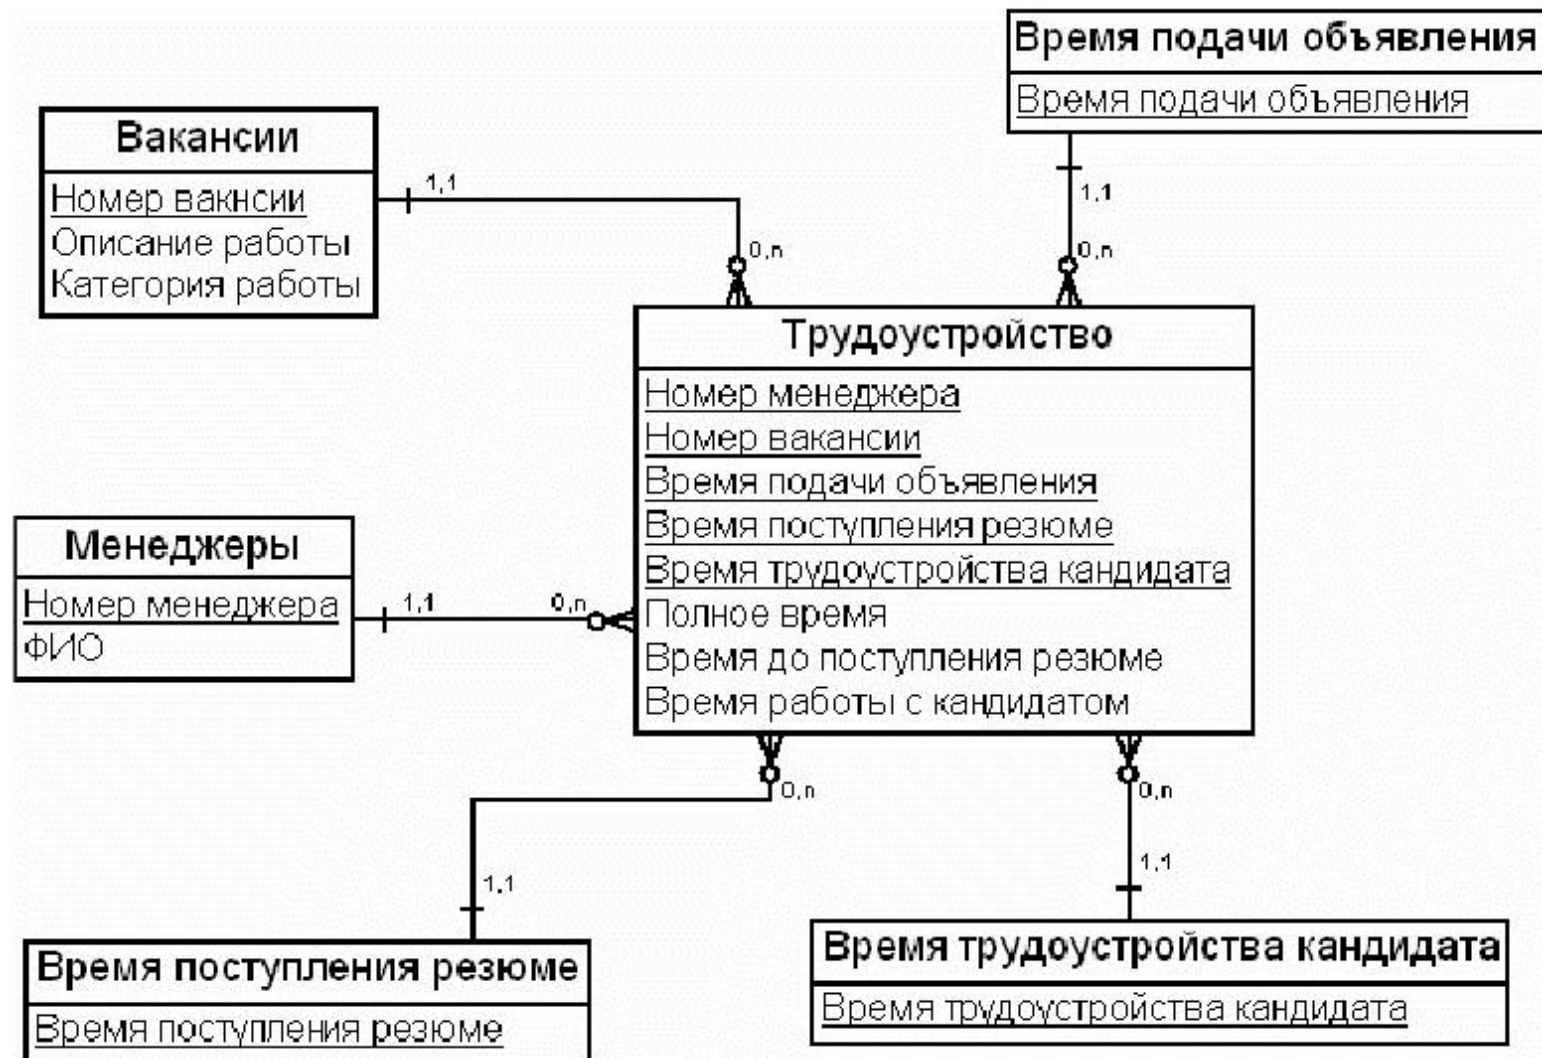 Время подачи объявления
Время подачи объявления
Вакансии
Номер вакнсии
Описание работы
Категория работы
1,1
0,n
1,1
0,n
Трудоустройство
Номер менеджера
Номер вакансии
Время подачи объявления
Время поступления резюме
Время трудоустройства кандидата
Полное время
Время до поступления резюме
Время работы с кандидатом
Менеджеры
Номер менеджера
ФИО
1,1
0,n
0,n
1,1
0,n
1,1
Время поступления резюме
Время поступления резюме
Время трудоустройства кандидата
Время трудоустройства кандидата